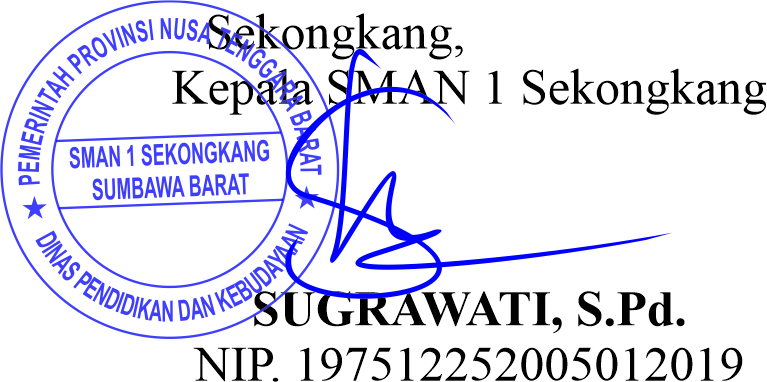 Sekongkang,
Kepala SMAN 1 Sekongkang
PEMERINTAH PROVINSI NUSA TENGGARA BARAT
SMAN 1 SEKONGKANG
SUMBAWA BARAT
DINAS PENDIDIKAN DAN KEBUDAYAAN
SUGRAWATI, S.Pd.
NIP. 197512252005012019